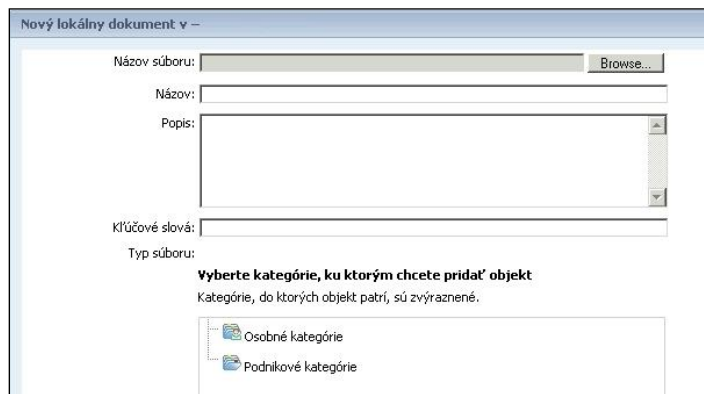 Nový lokálny dokument v –
Názov súboru: Browse...
Názov:
Popis:
Kľúčové slová:
Typ súboru:
Vyberte kategórie, ku ktorým chcete pridať objekt
Kategórie, do ktorých objekt patrí, sú zvýraznené.
Osobné kategórie
Podnikové kategórie